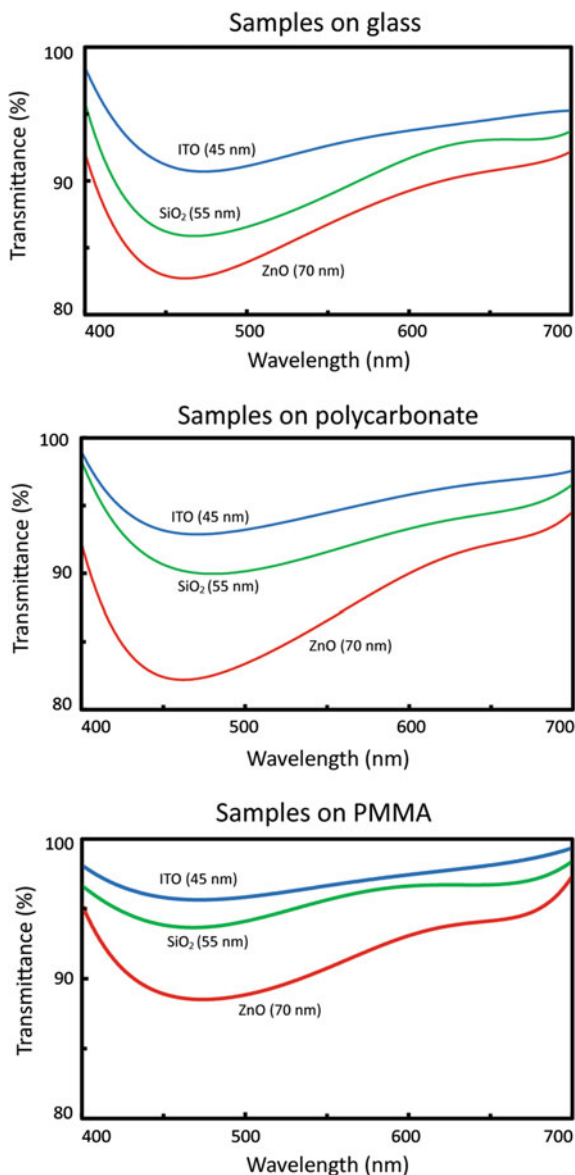 Samples on glass
100
Transmittance (%)
ITO (45 nm)
90
SiO₂ (55 nm)
ZnO (70 nm)
80
400 500 600 700
Wavelength (nm)
Samples on polycarbonate
100
Transmittance (%)
ITO (45 nm)
90
SiO₂ (55 nm)
ZnO (70 nm)
80
400 500 600 700
Wavelength (nm)
Samples on PMMA
100
Transmittance (%)
ITO (45 nm)
SiO₂ (55 nm)
90
ZnO (70 nm)
80
400 500 600 700
Wavelength (nm)